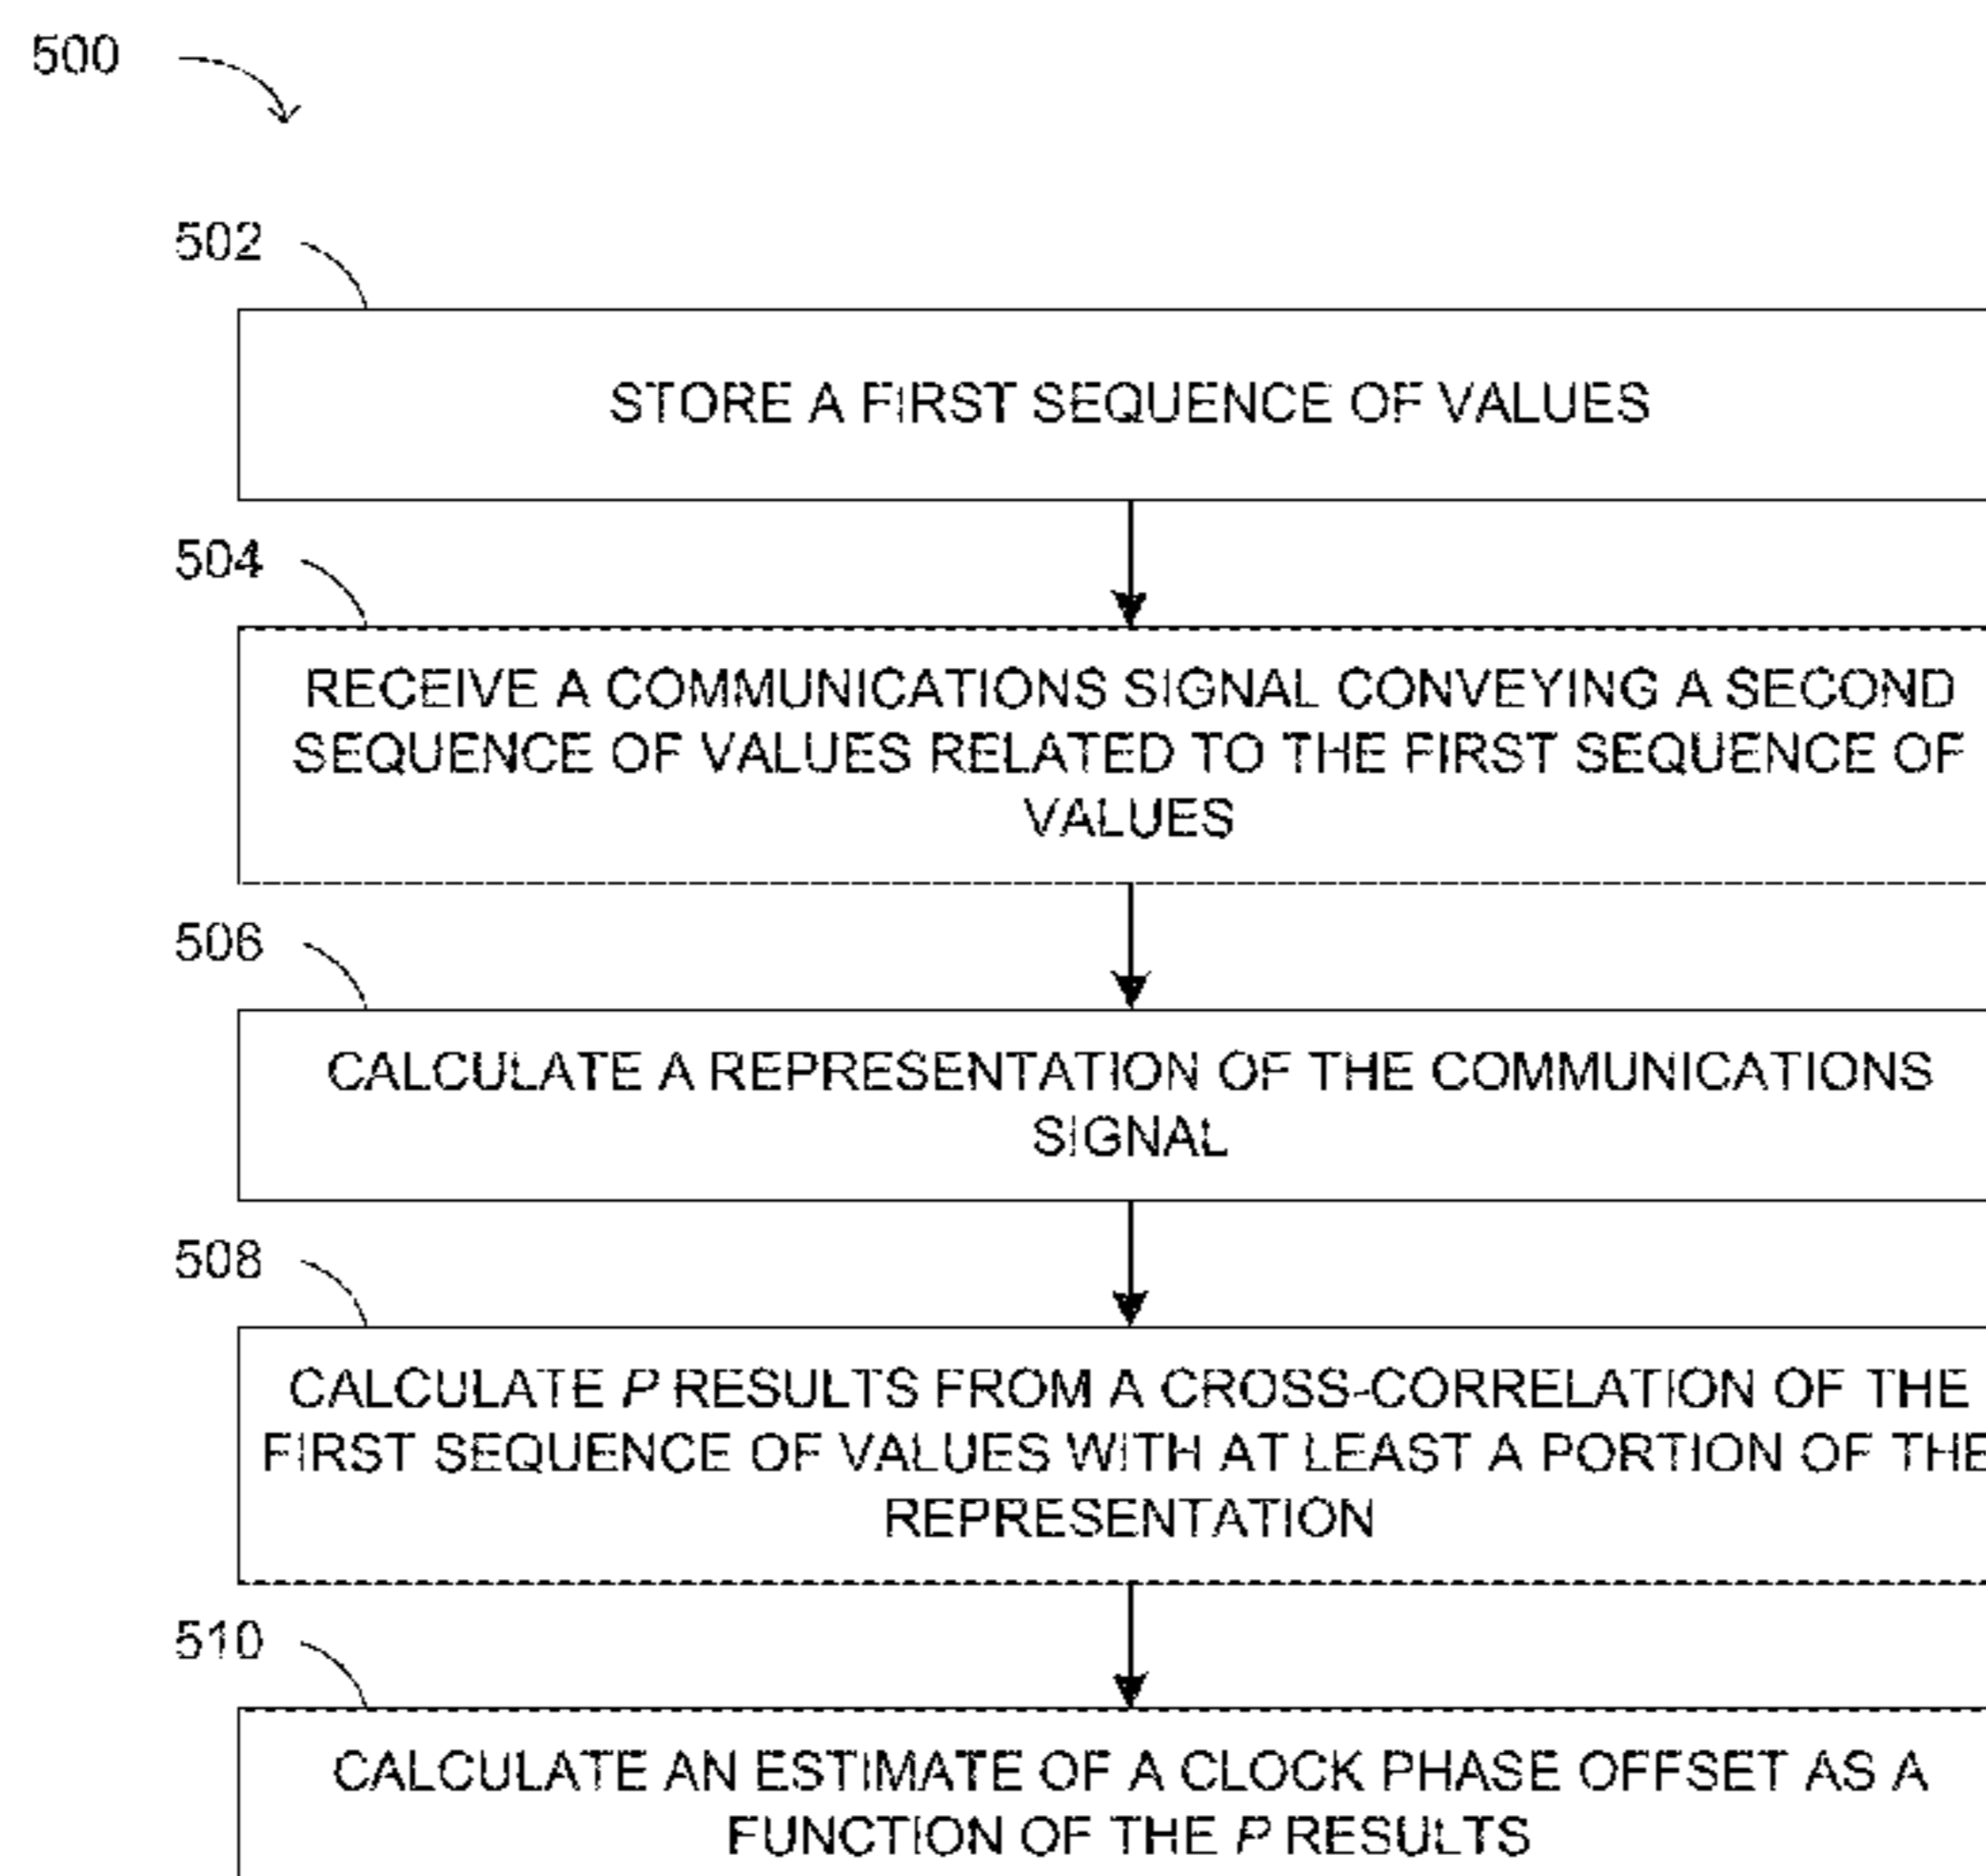 500
502
STORE A FIRST SEQUENCE OF VALUES
504
RECEIVE A COMMUNICATIONS SIGNAL CONVEYING A SECOND
SEQUENCE OF VALUES RELATED TO THE FIRST SEQUENCE OF
VALUES
506
CALCULATE A REPRESENTATION OF THE COMMUNICATIONS
SIGNAL
508
CALCULATE P RESULTS FROM A CROSS-CORRELATION OF THE
FIRST SEQUENCE OF VALUES WITH AT LEAST A PORTION OF THE
REPRESENTATION
510
CALCULATE AN ESTIMATE OF A CLOCK PHASE OFFSET AS A
FUNCTION OF THE P RESULTS